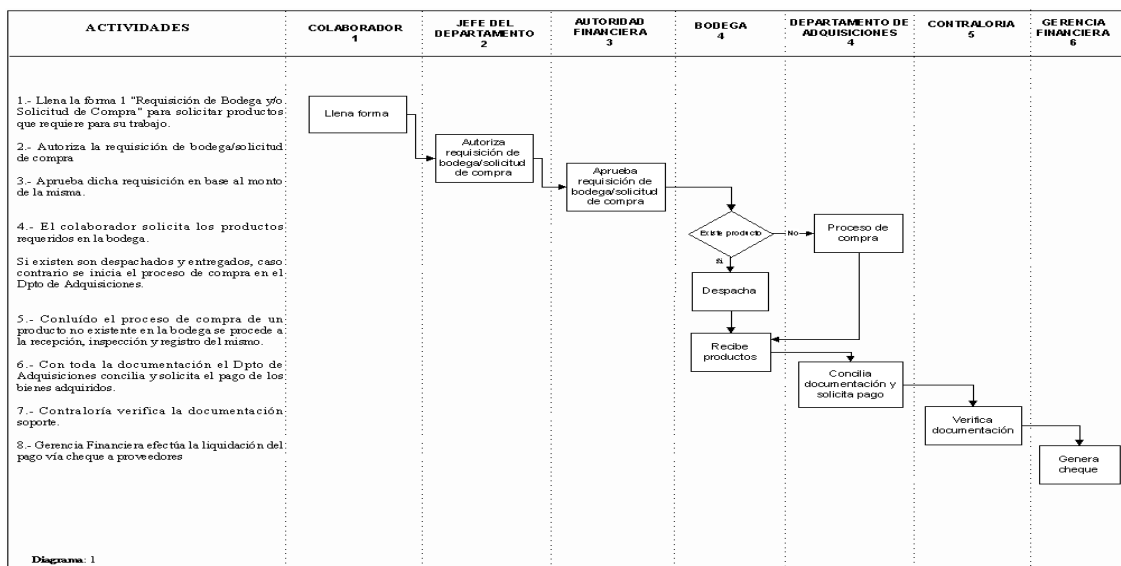 ACTIVIDADES
COLABORADOR
1
JEFE DEL
DEPARTAMENTO
2
AUTORIDAD
FINANCIERA
3
BODEGA
4
DEPARTAMENTO DE
ADQUISICIONES
4
CONTRALORIA
5
GERENCIA
FINANCIERA
6
1.- Llena la forma 1 "Requisición de Bodega y/o
Solicitud de Compra" para solicitar productos
que requiere para su trabajo.
2.- Autoriza la requisición de bodega/solicitud
de compra
3.- Aprueba dicha requisición en base al monto
de la misma.
4.- El colaborador solicita los productos
requeridos en la bodega.
Si existen son despachados y entregados, caso
contrario se inicia el proceso de compra en el
Dpto de Adquisiciones.
5.- Conluído el proceso de compra de un
producto no existente en la bodega se procede a
la recepción, inspección y registro del mismo.
6.- Con toda la documentación el Dpto de
Adquisiciones concilia y solicita el pago de los
bienes adquiridos.
7.- Contraloría verifica la documentación
soporte.
8.- Gerencia Financiera efectúa la liquidación del
pago vía cheque a proveedores
Llena forma
Autoriza
requisición de
bodega/solicitud
de compra
Aprueba
requisición de
bodega/solicitud
de compra
Existe producto
No
Proceso de
compra
Si
Despacha
Recibe
productos
Concilia
documentación y
solicita pago
Verifica
documentación
Genera
cheque
Diagrama: 1